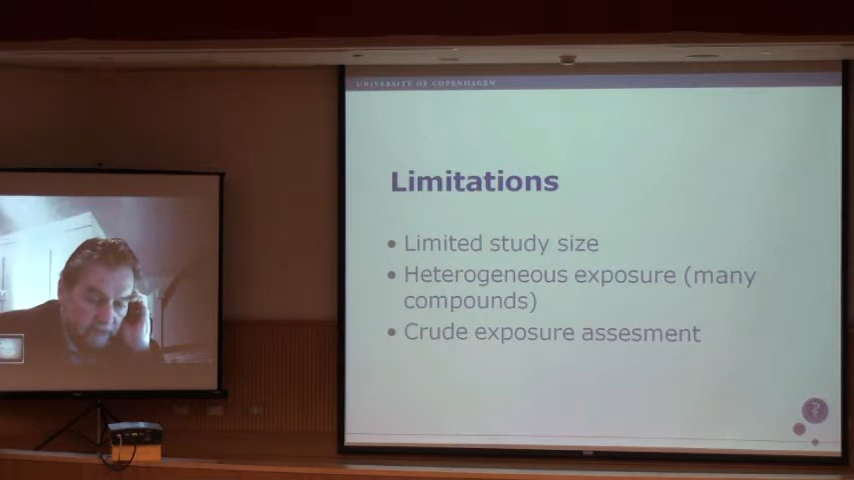 UNIVERSITY OF COPENHAGEN
Limitations
• Limited study size
• Heterogeneous exposure (many
compounds)
• Crude exposure assesment